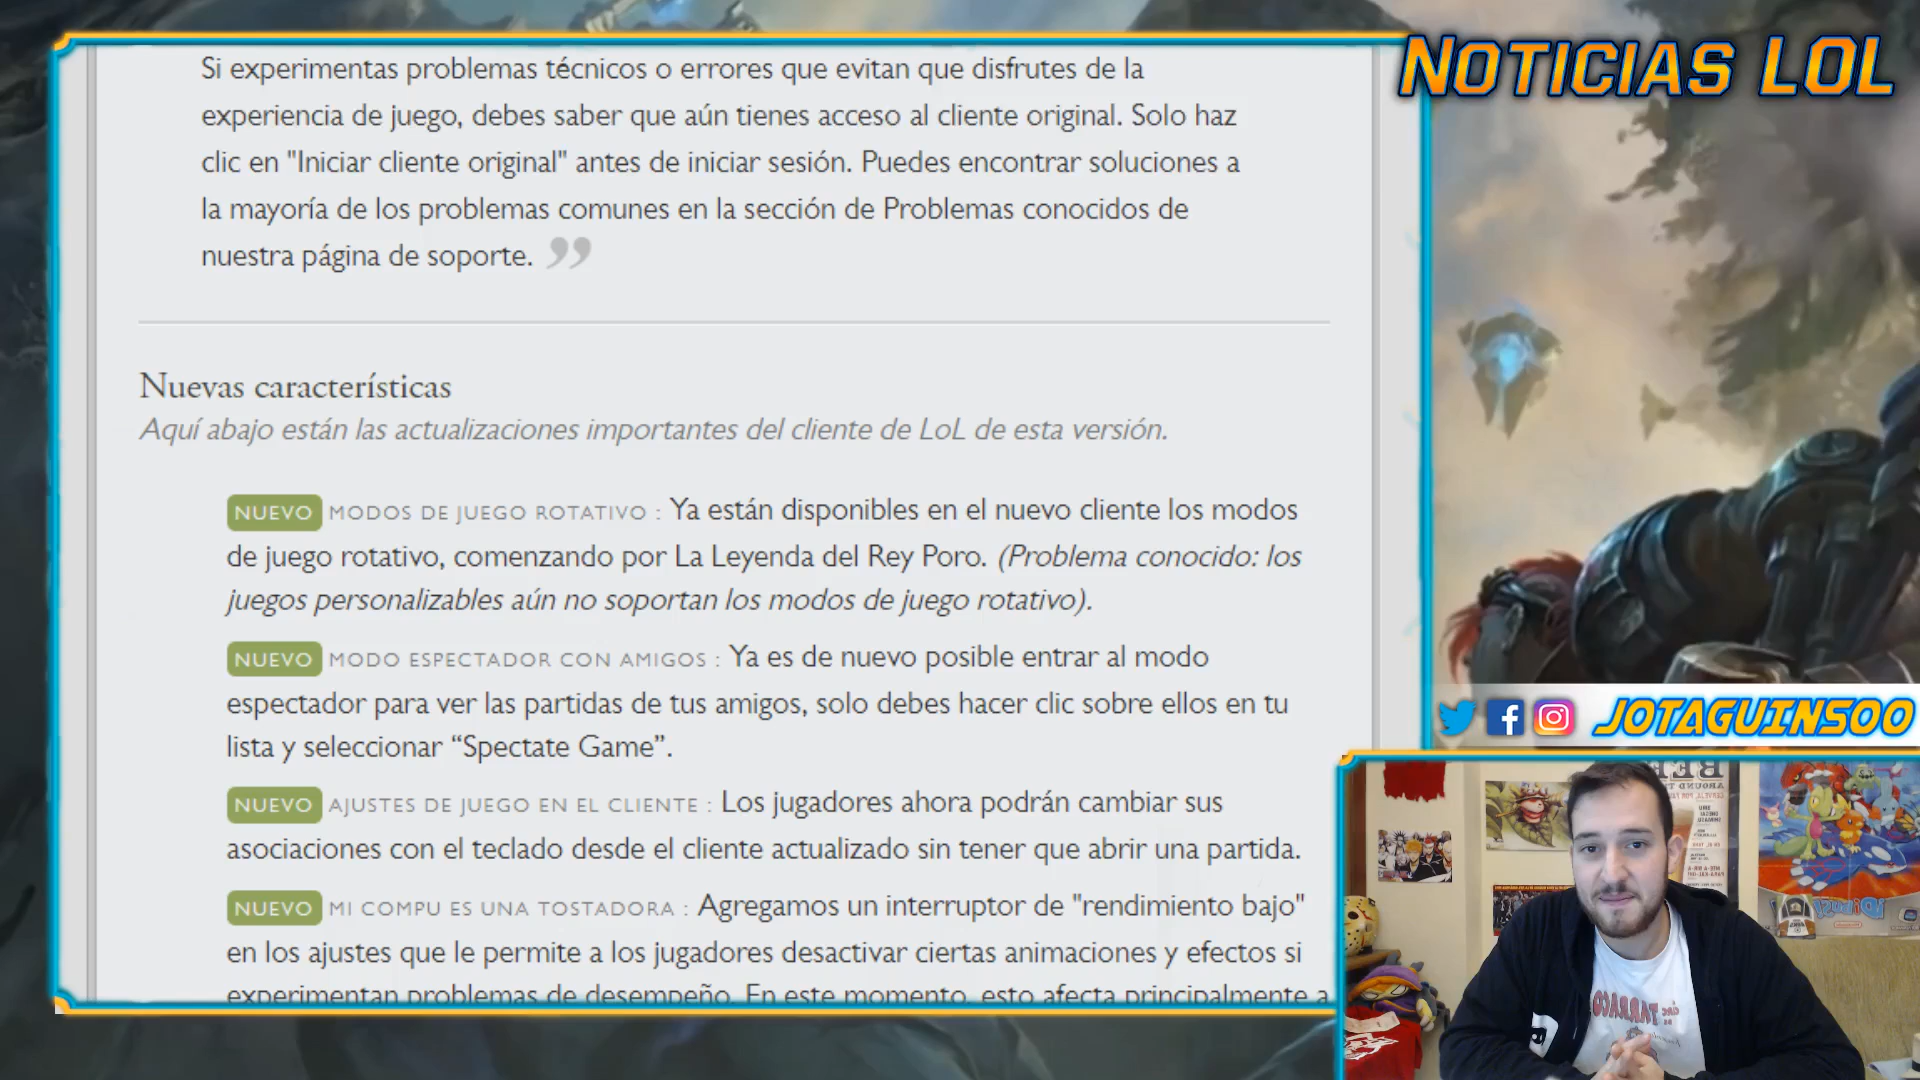 NOTICIAS LOL
Si experimentas problemas técnicos o errores que evitan que disfrutes de la
experiencia de juego, debes saber que aún tienes acceso al cliente original. Solo haz
clic en "Iniciar cliente original" antes de iniciar sesión. Puedes encontrar soluciones a
la mayoría de los problemas comunes en la sección de Problemas conocidos de
nuestra página de soporte. ”
Nuevas características
Aquí abajo están las actualizaciones importantes del cliente de LoL de esta versión.
NUEVO MODOS DE JUEGO ROTATIVO : Ya están disponibles en el nuevo cliente los modos
de juego rotativo, comenzando por La Leyenda del Rey Poro. (Problema conocido: los
juegos personalizables aún no soportan los modos de juego rotativo).
NUEVO MODO ESPECTADOR CON AMIGOS : Ya es de nuevo posible entrar al modo
espectador para ver las partidas de tus amigos, solo debes hacer clic sobre ellos en tu
lista y seleccionar “Spectate Game”.
NUEVO AJUSTES DE JUEGO EN EL CLIENTE : Los jugadores ahora podrán cambiar sus
asociaciones con el teclado desde el cliente actualizado sin tener que abrir una partida.
NUEVO MI COMPU ES UNA TOSTADORA : Agregamos un interruptor de "rendimiento bajo"
en los ajustes que le permite a los jugadores desactivar ciertas animaciones y efectos si
experimentan problemas de desempeño. En este momento, esto afecta principalmente a
JOTAGUINSOO